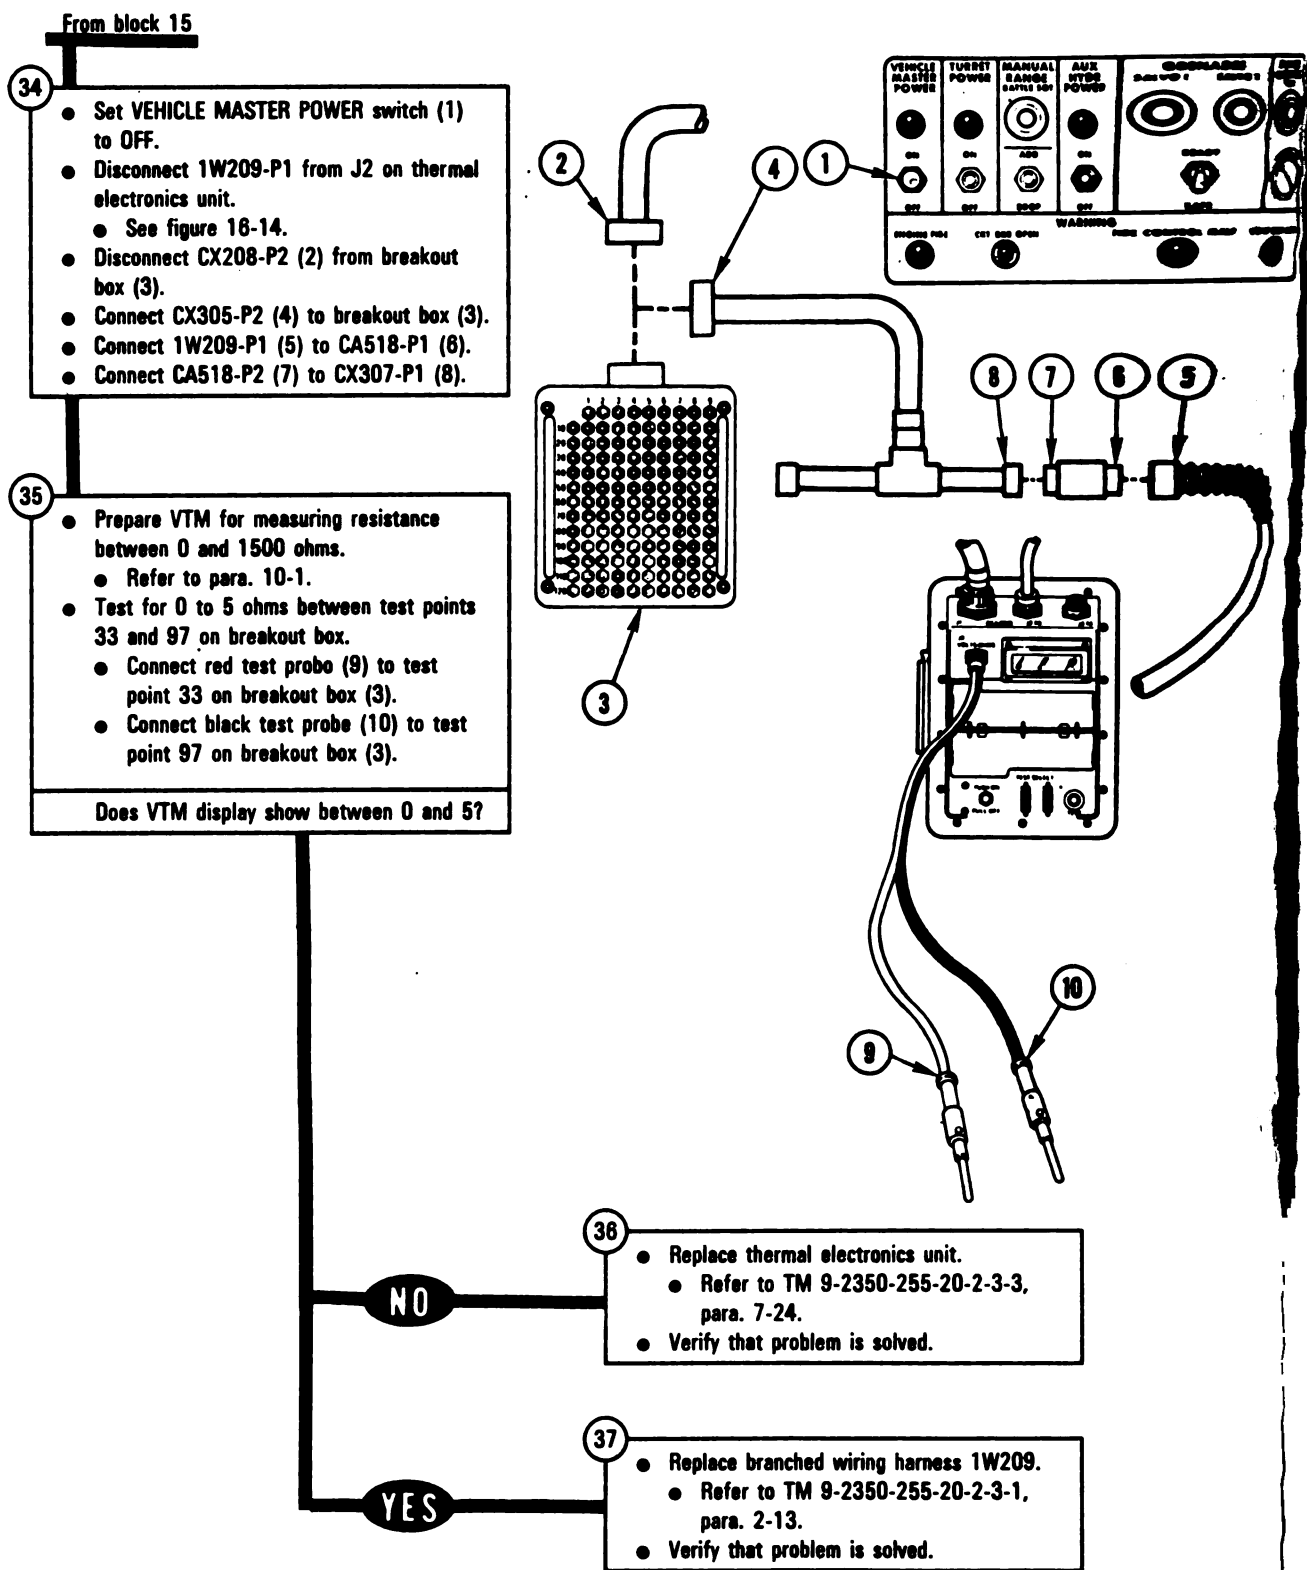 From block 15
34
● Set VEHICLE MASTER POWER switch (1)
to OFF.
● Disconnect 1W209-P1 from J2 on thermal
electronics unit.
● See figure 16-14.
● Disconnect CX208-P2 (2) from breakout
box (3).
● Connect CX305-P2 (4) to breakout box (3).
● Connect 1W209-P1 (5) to CA518-P1 (6).
● Connect CA518-P2 (7) to CX307-P1 (8).
35
● Prepare VTM for measuring resistance
between 0 and 1500 ohms.
● Refer to para. 10-1.
● Test for 0 to 5 ohms between test points
33 and 97 on breakout box.
● Connect red test probo (9) to test
point 33 on breakout box (3).
● Connect black test probe (10) to test
point 97 on breakout box (3).
Does VTM display show between 0 and 5?
VEHICLE
MASTER
POWER
TURRET
POWER
MANUAL
RANGE
BATTLE SGT
AUX
HYDR
POWER
ON
ON
ADD
ON
OFF
OFF
DROP
OFF
WARNING
2
4
1
8
7
6
5
3
10
9
NO
36
● Replace thermal electronics unit.
● Refer to TM 9-2350-255-20-2-3-3,
para. 7-24.
● Verify that problem is solved.
YES
37
● Replace branched wiring harness 1W209.
● Refer to TM 9-2350-255-20-2-3-1,
para. 2-13.
● Verify that problem is solved.